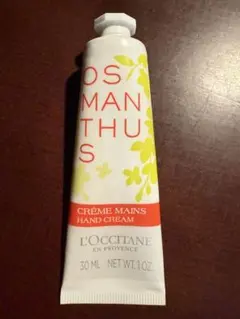 OS
MAN
THU
S
CRÈME MAINS
HAND CREAM
L'OCCITANE
EN PROVENCE
30 ML NET WT. 1 OZ.